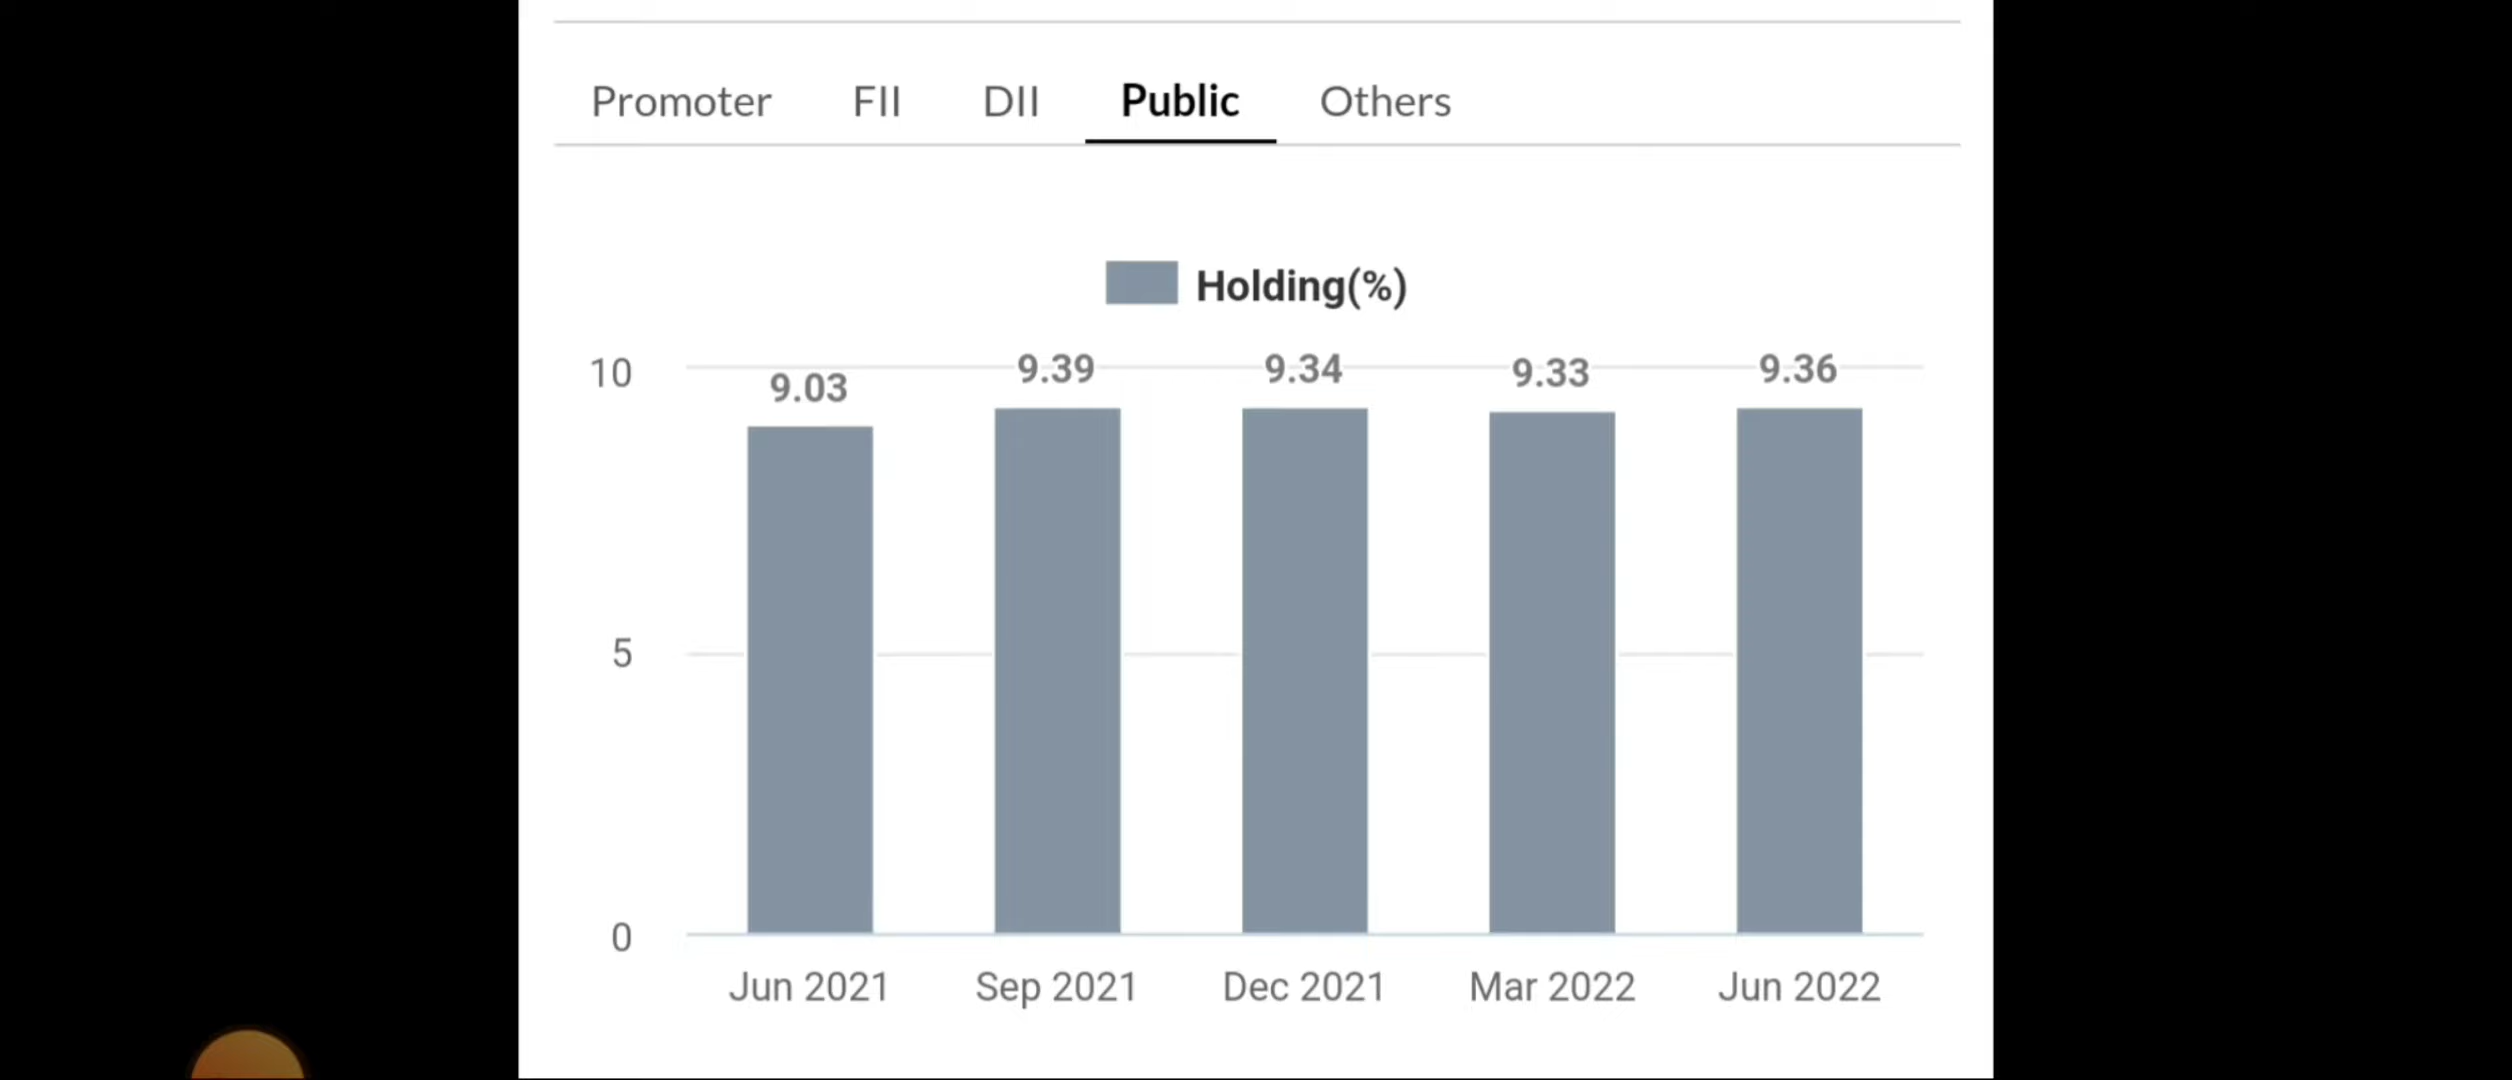 Promoter FII DII Public Others
Holding(%)
10
9.03 9.39 9.34 9.33 9.36
5
0
Jun 2021 Sep 2021 Dec 2021 Mar 2022 Jun 2022